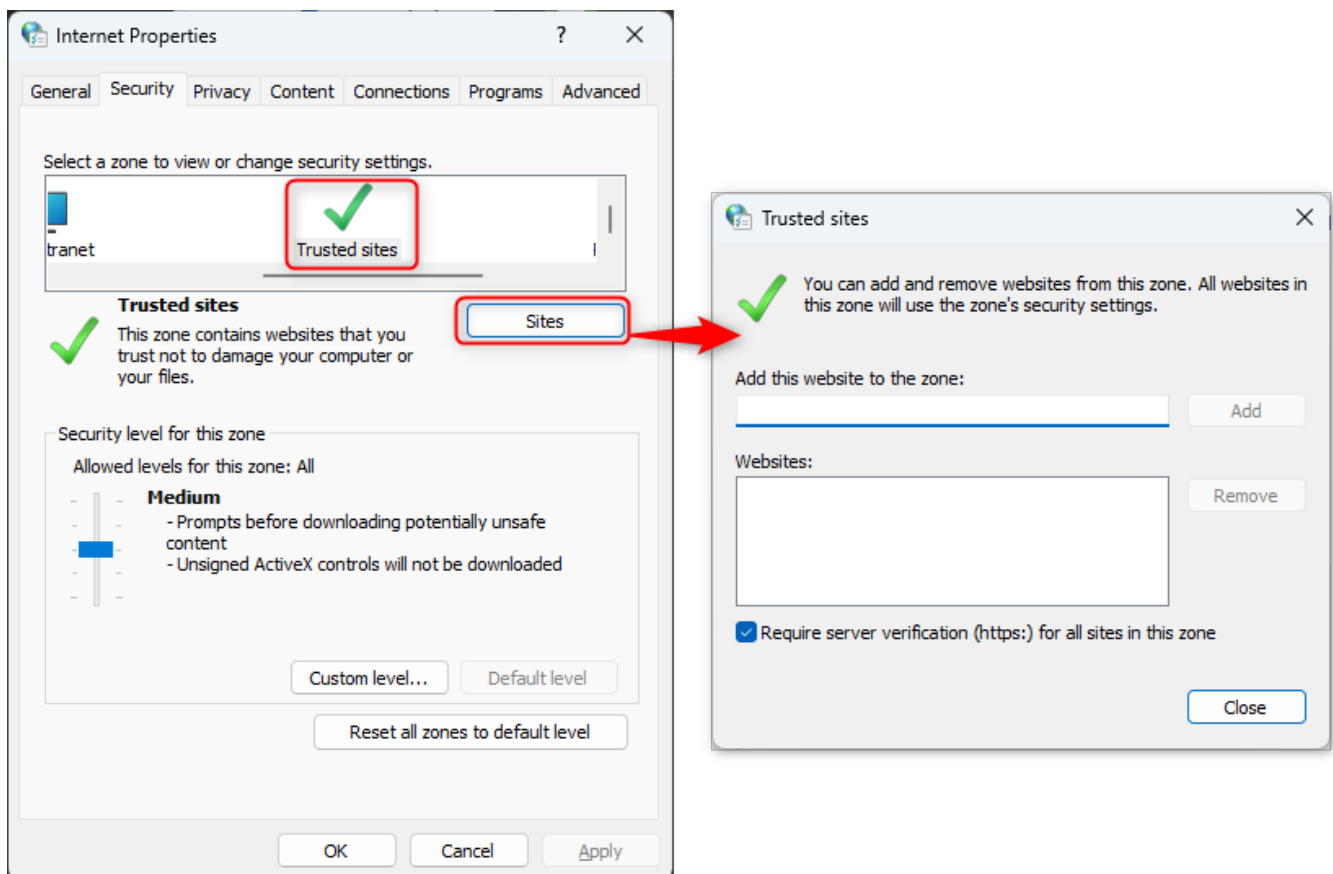 Internet Properties
?
General Security Privacy Content Connections Programs Advanced
Select a zone to view or change security settings.
tranet
Trusted sites
Trusted sites
Sites
This zone contains websites that you
trust not to damage your computer or
your files.
Security level for this zone
Allowed levels for this zone: All
Medium
- Prompts before downloading potentially unsafe
content
- Unsigned ActiveX controls will not be downloaded
Custom level...
Default level
Reset all zones to default level
OK
Cancel
Apply
Trusted sites
You can add and remove websites from this zone. All websites in
this zone will use the zone's security settings.
Add this website to the zone:
Add
Websites:
Remove
Require server verification (https:) for all sites in this zone
Close